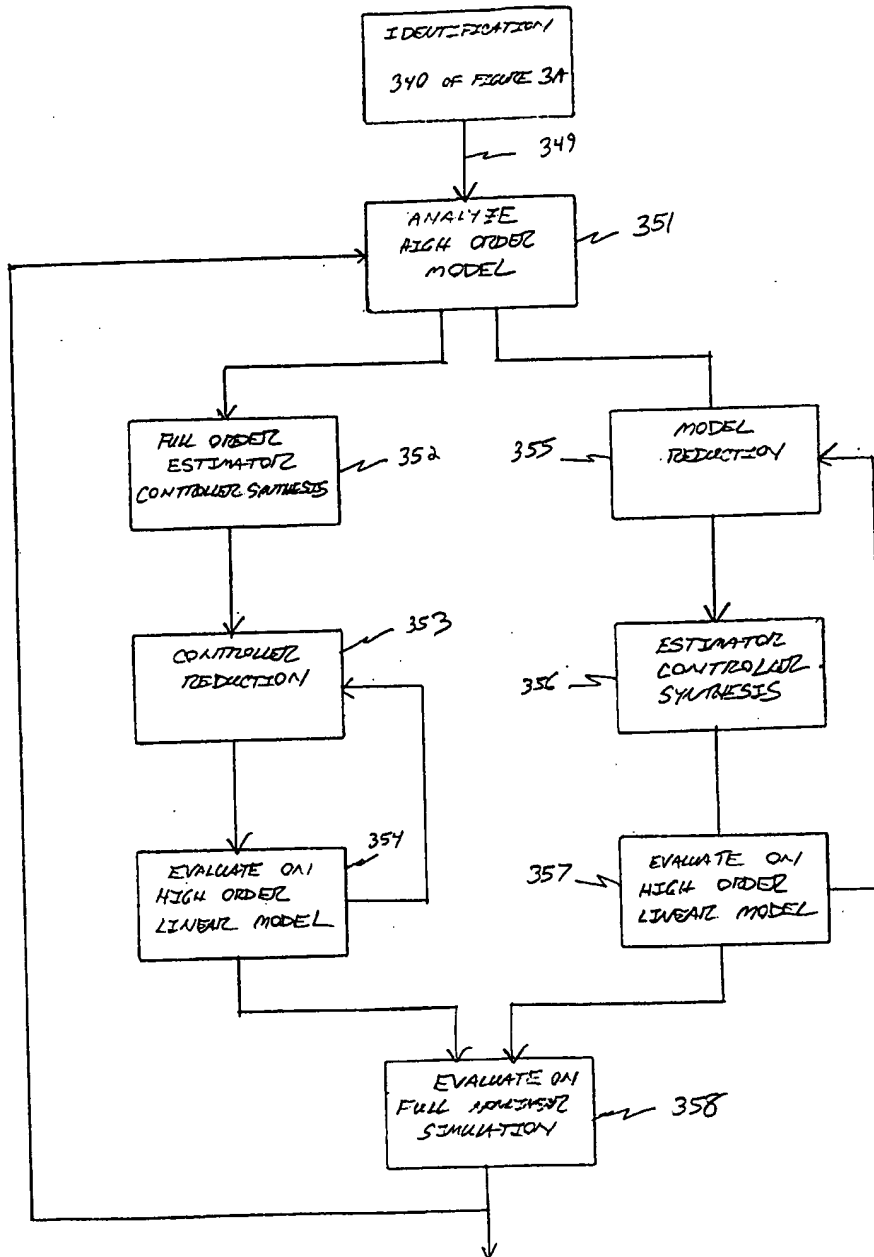 IDENTIFICATION
340 OF FIGURE 3A
349
ANALYZE
HIGH ORDER
MODEL
351
FULL ORDER
ESTIMATOR
CONTROLLER SYNTHESIS
352
355
MODEL
REDUCTION
CONTROLLER
REDUCTION
353
356
ESTIMATOR
CONTROLLER
SYNTHESIS
354
EVALUATE ON
HIGH ORDER
LINEAR MODEL
357
EVALUATE ON
HIGH ORDER
LINEAR MODEL
EVALUATE ON
FULL NONLINEAR
SIMULATION
358